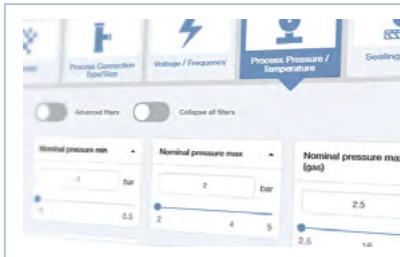 Process Connection
Type/Size
Voltage / Frequency
Process Pressure /
Temperature
Sealing
Advanced filters
Collapse all filters
Nominal pressure min
-1
bar
-1
0.5
Nominal pressure max
2
bar
2
4
5
Nominal pressure max
(gas)
2.5
2.5
16